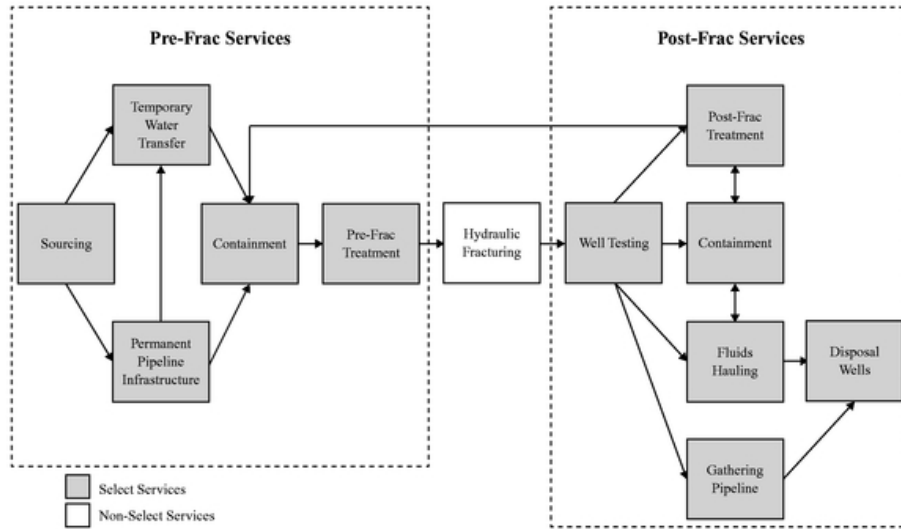 Pre-Frac Services
Post-Frac Services
Temporary
Water
Transfer
Post-Frac
Treatment
Sourcing
Containment
Pre-Frac
Treatment
Hydraulic
Fracturing
Well Testing
Containment
Permanent
Pipeline
Infrastructure
Fluids
Hauling
Disposal
Wells
Gathering
Pipeline
Select Services
Non-Select Services